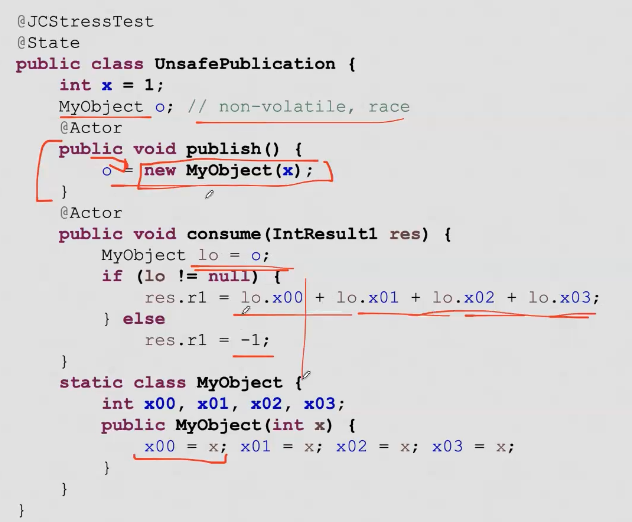 @JCStressTest
@State
public class UnsafePublication {
int x = 1;
MyObject o; // non-volatile, race
@Actor
public void publish() {
o = new MyObject(x);
}
@Actor
public void consume(IntResult1 res) {
MyObject lo = o;
if (lo != null) {
res.r1 = lo.x00 + lo.x01 + lo.x02 + lo.x03;
} else
res.r1 = -1;
}
static class MyObject {
int x00, x01, x02, x03;
public MyObject(int x) {
x00 = x; x01 = x; x02 = x; x03 = x;
}
}
}